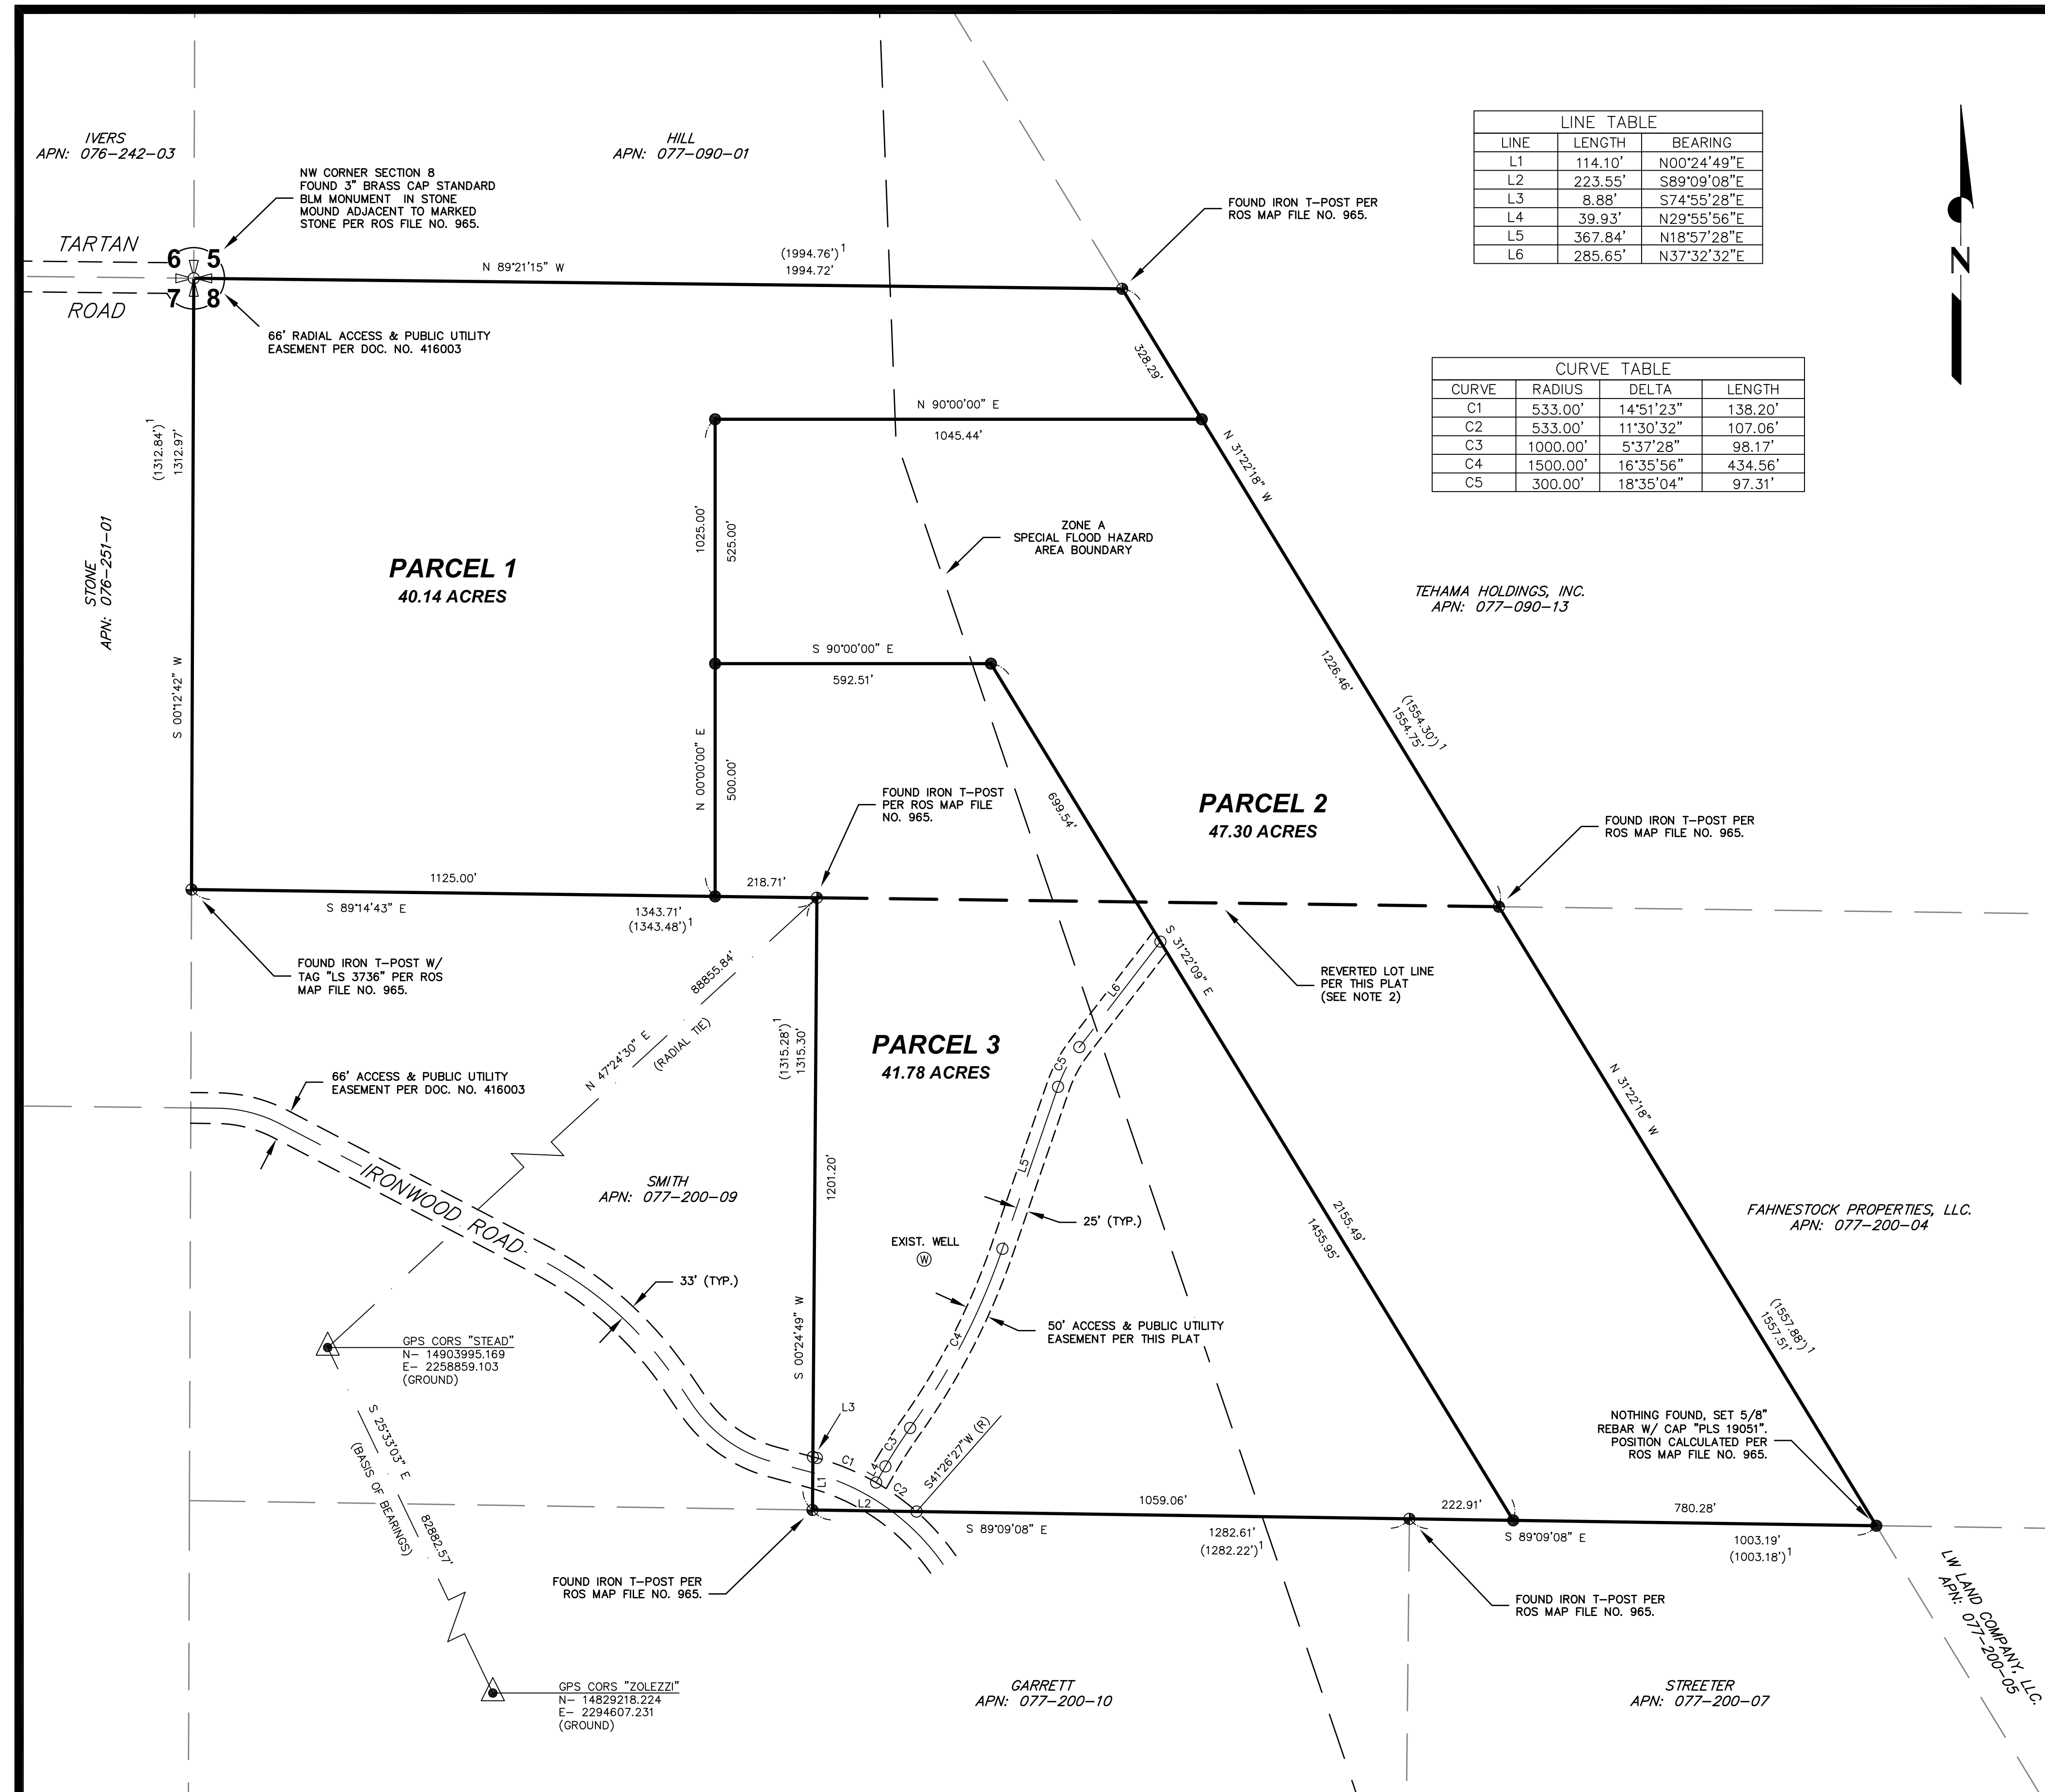 IVERS
APN: 076-242-03
HILL
APN: 077-090-01
NW CORNER SECTION 8
FOUND 3" BRASS CAP STANDARD
BLM MONUMENT IN STONE
MOUND ADJACENT TO MARKED
STONE PER ROS FILE NO. 965.
TARTAN
ROAD
6 5
7 8
66' RADIAL ACCESS & PUBLIC UTILITY
EASEMENT PER DOC. NO. 416003
N 89°21'15" W
(1994.76')1
1994.72'
FOUND IRON T-POST PER
ROS MAP FILE NO. 965.
LINE TABLE
LINE LENGTH BEARING
L1 114.10' N00°24'49"E
L2 223.55' S89°09'08"E
L3 8.88' S74°55'28"E
L4 39.93' N29°55'56"E
L5 367.84' N18°57'28"E
L6 285.65' N37°32'32"E
N
CURVE TABLE
CURVE RADIUS DELTA LENGTH
C1 533.00' 14°51'23" 138.20'
C2 533.00' 11°30'32" 107.06'
C3 1000.00' 5°37'28" 98.17'
C4 1500.00' 16°35'56" 434.56'
C5 300.00' 18°35'04" 97.31'
328.29'
N 90°00'00" E
1045.44'
N 31°22'18" W
(1312.84')1
1312.97'
S 00°12'42" W
STONE
APN: 076-251-01
PARCEL 1
40.14 ACRES
1025.00'
525.00'
ZONE A
SPECIAL FLOOD HAZARD
AREA BOUNDARY
TEHAMA HOLDINGS, INC.
APN: 077-090-13
S 90°00'00" E
592.51'
1226.46'
(1554.30')1
1554.75'
N 00°00'00" E
500.00'
699.54'
FOUND IRON T-POST
PER ROS MAP FILE
NO. 965.
PARCEL 2
47.30 ACRES
FOUND IRON T-POST PER
ROS MAP FILE NO. 965.
1125.00'
218.71'
S 89°14'43" E
1343.71'
(1343.48')1
FOUND IRON T-POST W/
TAG "LS 3736" PER ROS
MAP FILE NO. 965.
88855.84'
N 47°24'30" E
(RADIAL TIE)
S 31°22'09" E
REVERTED LOT LINE
PER THIS PLAT
(SEE NOTE 2)
L6
PARCEL 3
41.78 ACRES
(1315.28')1
1315.30'
C5
66' ACCESS & PUBLIC UTILITY
EASEMENT PER DOC. NO. 416003
N 31°22'18" W
IRONWOOD ROAD
SMITH
APN: 077-200-09
1201.20'
L5
25' (TYP.)
EXIST. WELL
W
2155.49'
1455.95'
FAHNESTOCK PROPERTIES, LLC.
APN: 077-200-04
33' (TYP.)
S 00°24'49" W
50' ACCESS & PUBLIC UTILITY
EASEMENT PER THIS PLAT
C4
(1557.88')1
1557.51'
GPS CORS "STEAD"
N- 14903995.169
E- 2258859.103
(GROUND)
S 25°33'03" E
(BASIS OF BEARINGS)
82882.57'
L3
C1
L1
L2
L4
C3
C2
S41°26'27"W (R)
NOTHING FOUND, SET 5/8"
REBAR W/ CAP "PLS 19051".
POSITION CALCULATED PER
ROS MAP FILE NO. 965.
1059.06'
222.91'
780.28'
S 89°09'08" E
1282.61'
(1282.22')1
S 89°09'08" E
1003.19'
(1003.18')1
FOUND IRON T-POST PER
ROS MAP FILE NO. 965.
FOUND IRON T-POST PER
ROS MAP FILE NO. 965.
LW LAND COMPANY, LLC.
APN: 077-200-05
GPS CORS "ZOLEZZI"
N- 14829218.224
E- 2294607.231
(GROUND)
GARRETT
APN: 077-200-10
STREETER
APN: 077-200-07